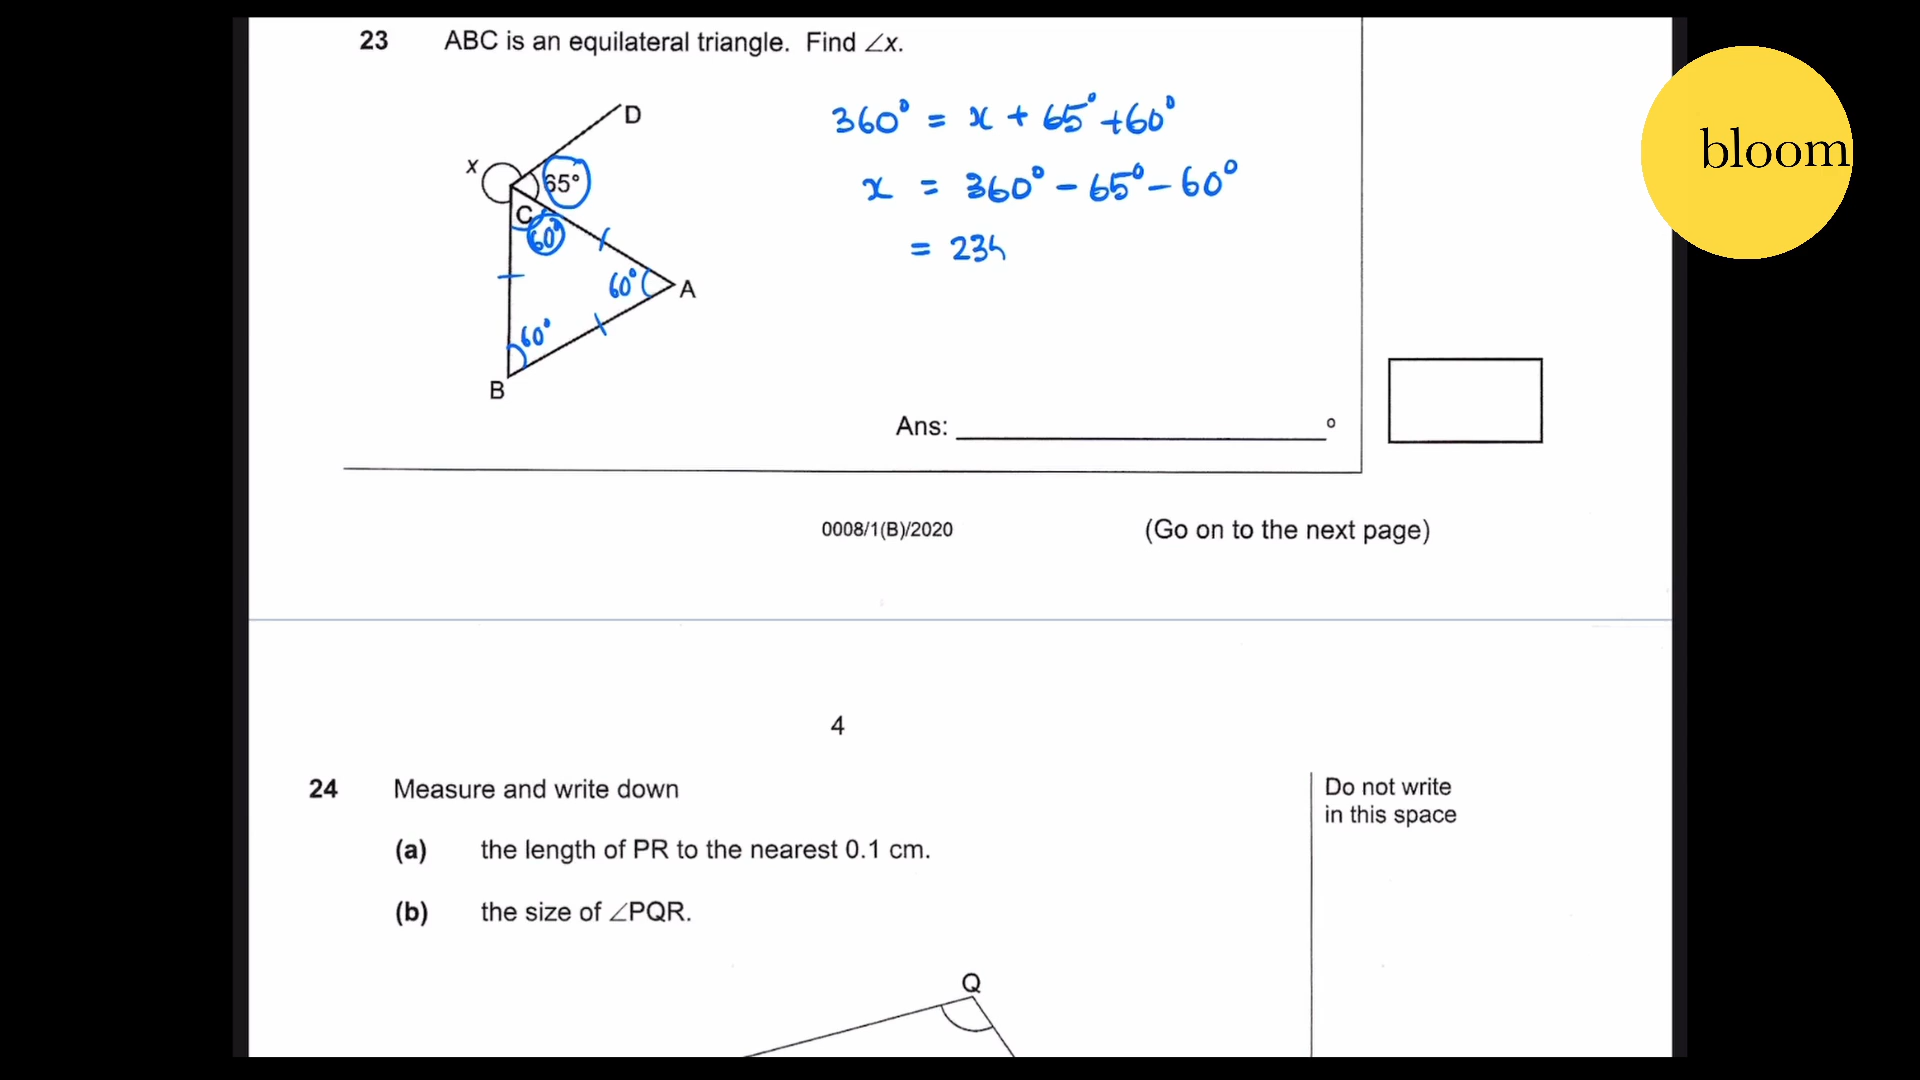 23 ABC is an equilateral triangle. Find ∠x.
D
x
65°
C
60°
60°
A
60°
B
360° = x + 65° + 60°
x = 360° - 65° - 60°
= 23
Ans: °
0008/1(B)/2020
(Go on to the next page)
4
24 Measure and write down
(a) the length of PR to the nearest 0.1 cm.
(b) the size of ∠PQR.
Do not write
in this space
Q
bloom